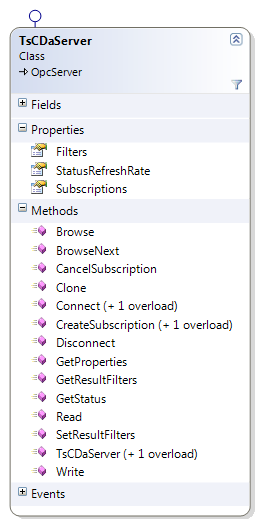 TsCDaServer
Class
OpcServer
Fields
Properties
Filters
StatusRefreshRate
Subscriptions
Methods
Browse
BrowseNext
CancelSubscription
Clone
Connect (+ 1 overload)
CreateSubscription (+ 1 overload)
Disconnect
GetProperties
GetResultFilters
GetStatus
Read
SetResultFilters
TsCDaServer (+ 1 overload)
Write
Events